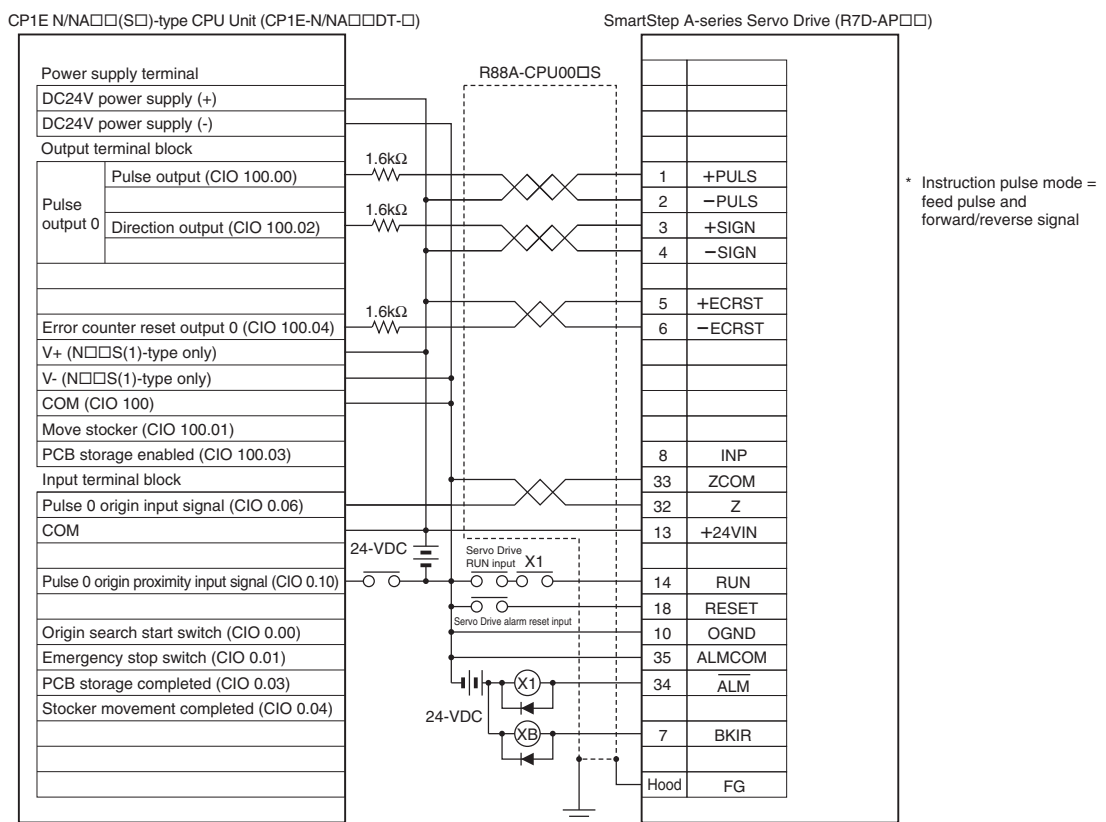 CP1E N/NA□□(S□)-type CPU Unit (CP1E-N/NA□□DT-□)
SmartStep A-series Servo Drive (R7D-AP□□)
Power supply terminal
DC24V power supply (+)
DC24V power supply (-)
Output terminal block
Pulse output 0
Pulse output (CIO 100.00)
Direction output (CIO 100.02)
Error counter reset output 0 (CIO 100.04)
V+ (N□□S(1)-type only)
V- (N□□S(1)-type only)
COM (CIO 100)
Move stocker (CIO 100.01)
PCB storage enabled (CIO 100.03)
Input terminal block
Pulse 0 origin input signal (CIO 0.06)
COM
Pulse 0 origin proximity input signal (CIO 0.10)
Origin search start switch (CIO 0.00)
Emergency stop switch (CIO 0.01)
PCB storage completed (CIO 0.03)
Stocker movement completed (CIO 0.04)
R88A-CPU00□S
1.6kΩ
1.6kΩ
1.6kΩ
24-VDC
Servo Drive
RUN input
X1
Servo Drive alarm reset input
X1
24-VDC
XB
1 +PULS
2 −PULS
3 +SIGN
4 −SIGN
5 +ECRST
6 −ECRST
8 INP
33 ZCOM
32 Z
13 +24VIN
14 RUN
18 RESET
10 OGND
35 ALMCOM
34 ALM
7 BKIR
Hood FG
* Instruction pulse mode =
feed pulse and
forward/reverse signal